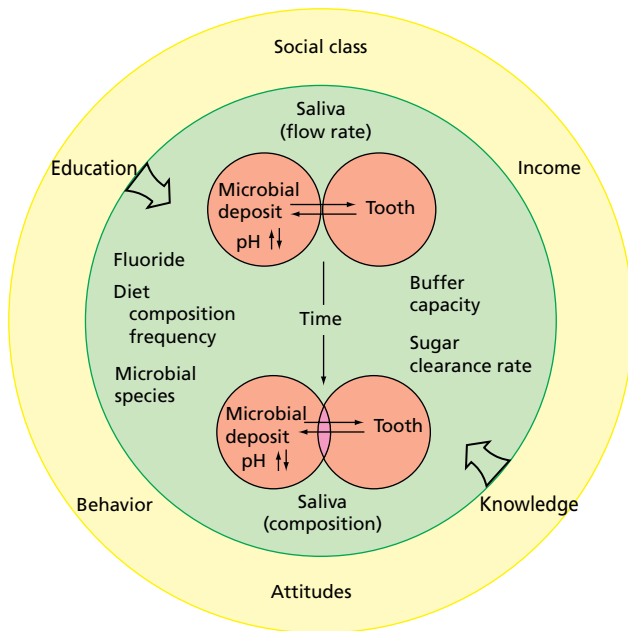 Social class
Saliva
(flow rate)
Education
Income
Microbial
deposit
pH
Tooth
Fluoride
Diet
composition
frequency
Buffer
capacity
Time
Sugar
clearance rate
Microbial
species
Microbial
deposit
pH
Tooth
Behavior
Saliva
(composition)
Knowledge
Attitudes